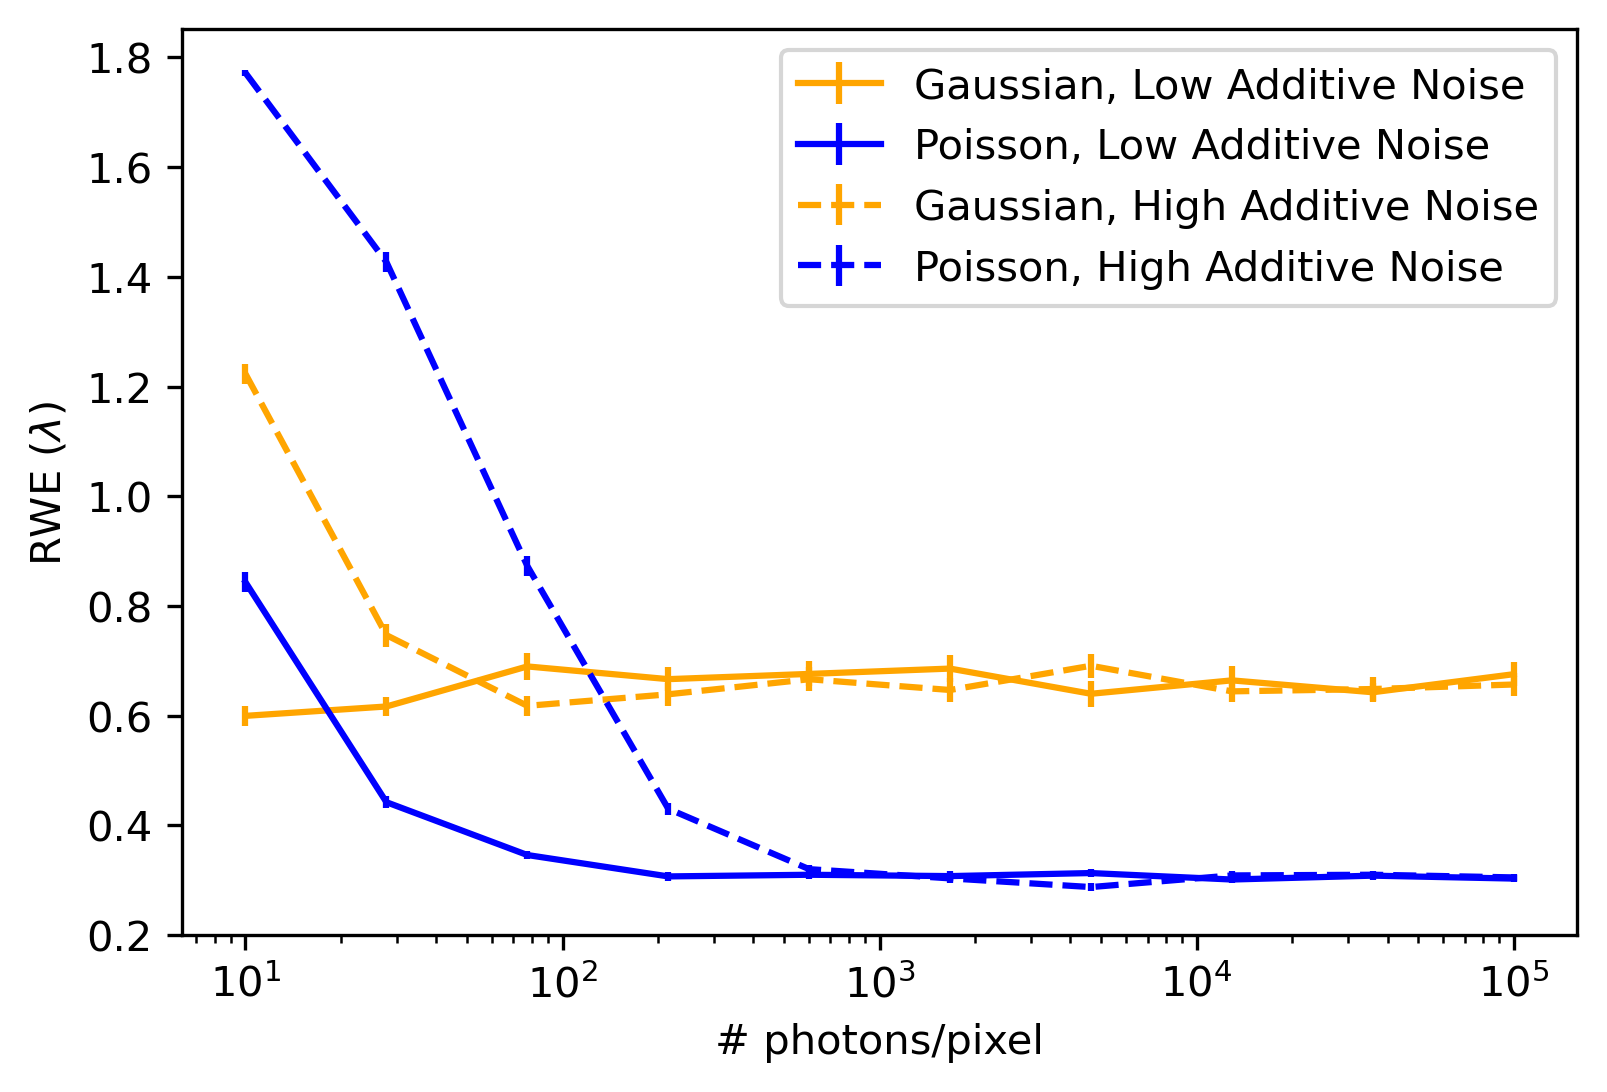 1.8
1.6
1.4
1.2
1.0
0.8
0.6
0.4
0.2
RWE (λ)
Gaussian, Low Additive Noise
Poisson, Low Additive Noise
Gaussian, High Additive Noise
Poisson, High Additive Noise
10¹ 10² 10³ 10⁴ 10⁵
# photons/pixel